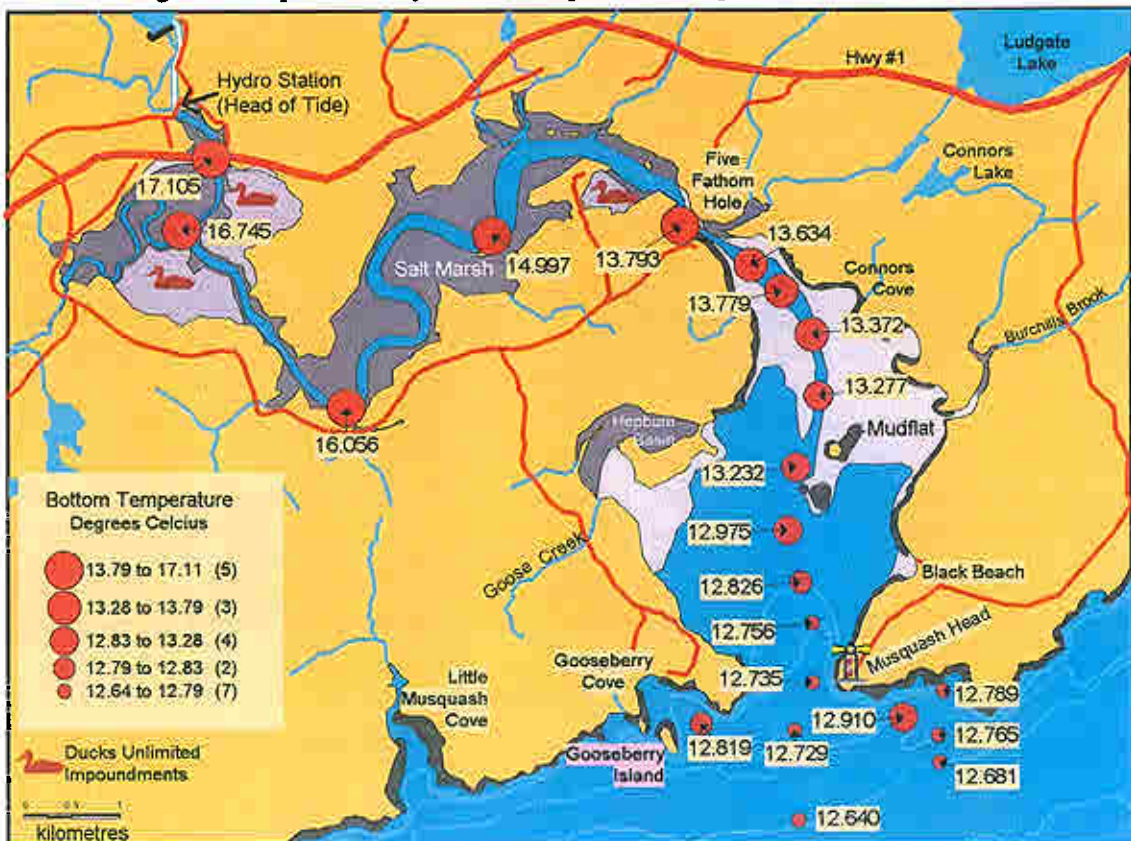 Hwy #1
Ludgate
Lake
Hydro Station
(Head of Tide)
Connors
Lake
Five
Fathom
Hole
17.105
16.745
14.997
13.793
13.634
Salt Marsh
Connors
Cove
13.779
13.372
Burchills Brook
13.277
16.056
Hepburn
Basin
Mudflat
13.232
12.975
Goose Creek
12.826
Black Beach
12.756
Musquash Head
Gooseberry
Cove
12.735
Little
Musquash
Cove
12.789
12.910
12.765
12.819
12.729
Gooseberry
Island
12.681
12.640
Bottom Temperature
Degrees Celcius
13.79 to 17.11 (5)
13.28 to 13.79 (3)
12.83 to 13.28 (4)
12.79 to 12.83 (2)
12.64 to 12.79 (7)
Ducks Unlimited
Impoundments
0 0.5 1
kilometres